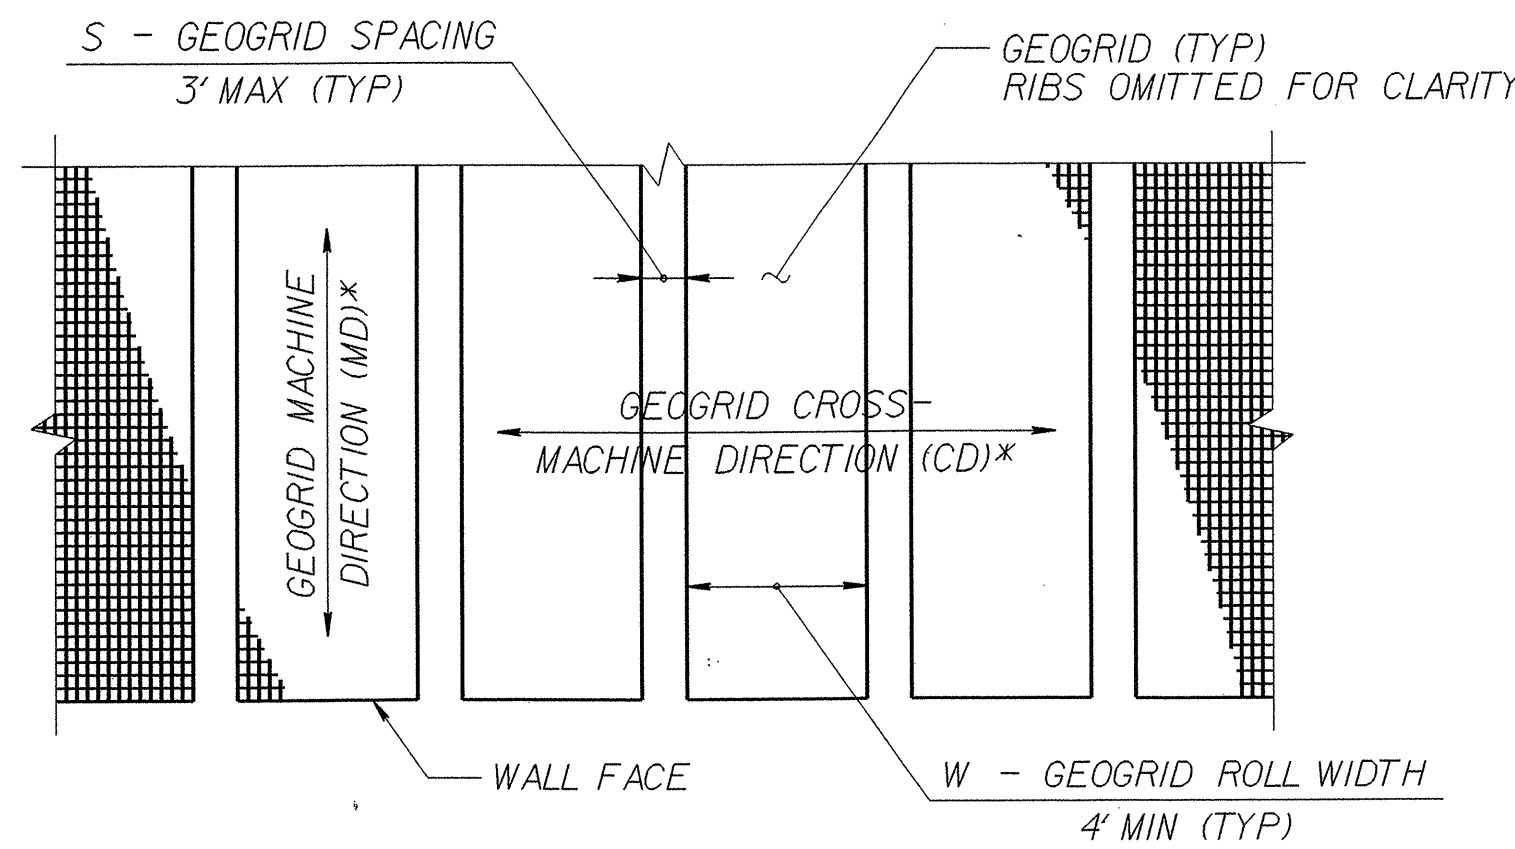 S - GEOGRID SPACING
3' MAX (TYP)
GEOGRID (TYP)
RIBS OMITTED FOR CLARITY
GEOGRID MACHINE
DIRECTION (MD)*
GEOGRID CROSS-
MACHINE DIRECTION (CD)*
WALL FACE
W - GEOGRID ROLL WIDTH
4' MIN (TYP)